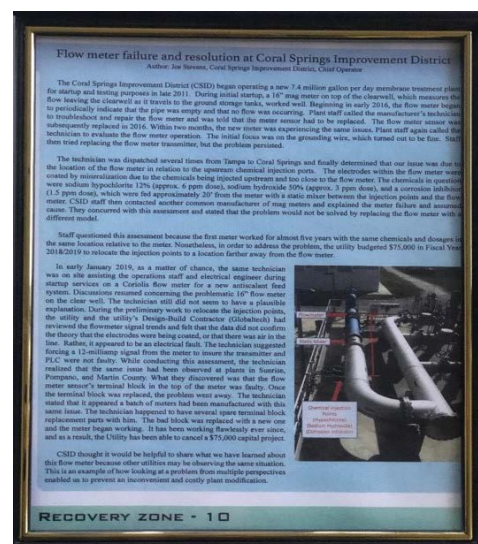 Flow meter failure and resolution at Coral Springs Improvement District
Author: Joe Stevens, Coral Springs Improvement District, Chief Operator
The Coral Springs Improvement District (CSID) began operating a new 7.4 million gallon per day membrane treatment plant
for startup and testing purposes in late 2011. During initial startup, a 16" mag meter on top of the clearwell, which measures the
flow leaving the clearwell as it travels to the ground storage tanks, worked well. Beginning in early 2016, the flow meter began
to periodically indicate that the pipe was empty and that no flow was occurring. Plant staff called the manufacturer's technician
to troubleshoot and repair the flow meter and was told that the meter sensor had to be replaced. The flow meter sensor was
subsequently replaced in 2016. Within two months, the new meter was experiencing the same issues. Plant staff again called the
technician to evaluate the flow meter operation. The initial focus was on the grounding wire, which turned out to be fine. Staff
then tried replacing the flow meter transmitter, but the problem persisted.
The technician was dispatched several times from Tampa to Coral Springs and finally determined that our issue was due to
the location of the flow meter in relation to the upstream chemical injection ports. The electrodes within the flow meter were
coated by mineralization due to the chemicals being injected upstream and too close to the flow meter. The chemicals in question
were sodium hypochlorite 12% (approx. 6 ppm dose), sodium hydroxide 50% (approx. 3 ppm dose), and a corrosion inhibitor
(1.5 ppm dose), which were fed approximately 20' from the meter with a static mixer between the injection points and the flow
meter. CSID staff then contacted another common manufacturer of mag meters and explained the meter failure and assumed
cause. They concurred with this assessment and stated that the problem would not be solved by replacing the flow meter with a
different model.
Staff questioned this assessment because the first meter worked for almost five years with the same chemicals and dosages in
the same location relative to the meter. Nonetheless, in order to address the problem, the utility budgeted $75,000 in Fiscal Year
2018/2019 to relocate the injection points to a location farther away from the flow meter.
In early January 2019, as a matter of chance, the same technician
was on site assisting the operations staff and electrical engineer during
startup services on a Coriolis flow meter for a new antiscalant feed
system. Discussions resumed concerning the problematic 16" flow meter
on the clear well. The technician still did not seem to have a plausible
explanation. During the preliminary work to relocate the injection points,
the utility and the utility's Design-Build Contractor (Globaltech) had
reviewed the flowmeter signal trends and felt that the data did not confirm
the theory that the electrodes were being coated, or that there was air in the
line. Rather, it appeared to be an electrical fault. The technician suggested
forcing a 12-milliamp signal from the meter to insure the transmitter and
PLC were not faulty. While conducting this assessment, the technician
realized that the same issue had been observed at plants in Sunrise,
Pompano, and Martin County. What they discovered was that the flow
meter sensor's terminal block in the top of the meter was faulty. Once
the terminal block was replaced, the problem went away. The technician
stated that it appeared a batch of meters had been manufactured with this
same issue. The technician happened to have several spare terminal block
replacement parts with him. The bad block was replaced with a new one
and the meter began working. It has been working flawlessly ever since,
and as a result, the Utility has been able to cancel a $75,000 capital project.
CSID thought it would be helpful to share what we have learned about
this flow meter because other utilities may be observing the same situation.
This is an example of how looking at a problem from multiple perspectives
enabled us to prevent an inconvenient and costly plant modification.
Chemical Injection
Points
(Hypochlorite)
(Sodium Hydroxide)
(Corrosion Inhibitor)
RECOVERY ZONE - 10